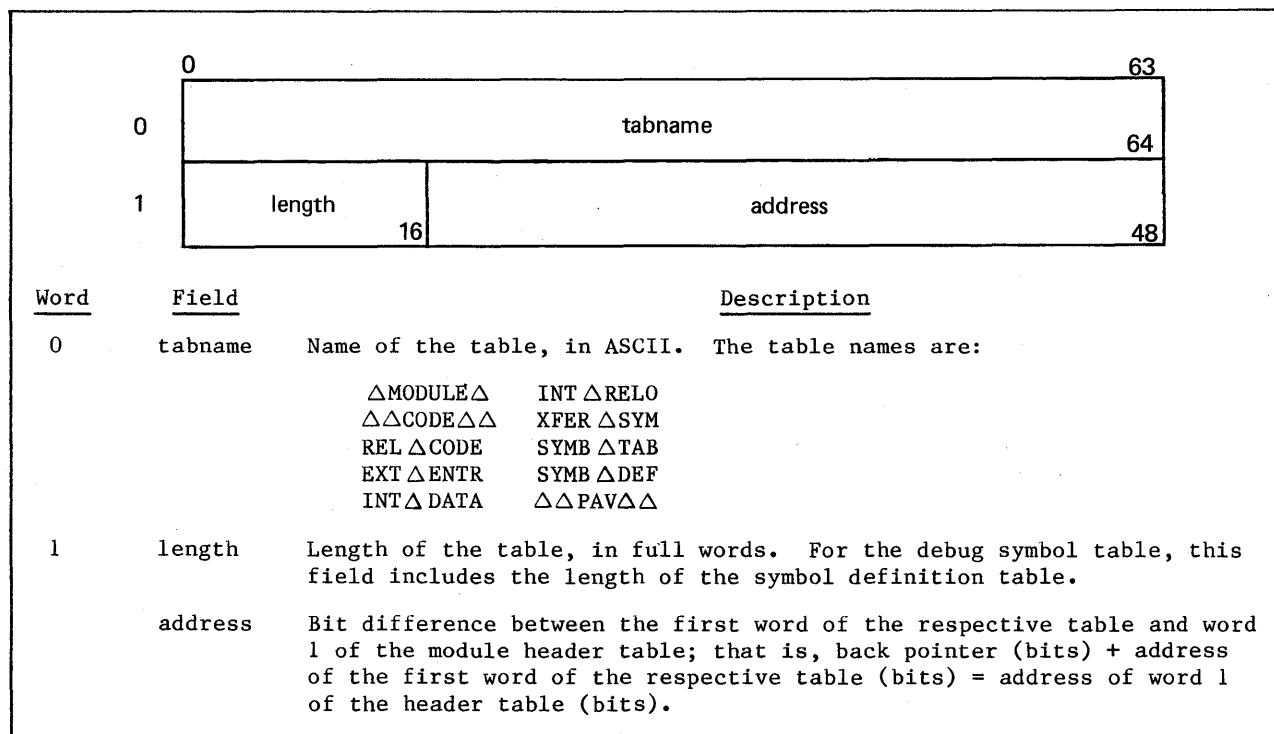 0 63
0 tabname 64
1 length 16 address 48
Word Field Description
0 tabname Name of the table, in ASCII. The table names are:
△MODULE△ INT △RELO
△△CODE△△ XFER △SYM
REL △CODE SYMB △TAB
EXT △ENTR SYMB △DEF
INT△ DATA △△PAV△△
1 length Length of the table, in full words. For the debug symbol table, this
field includes the length of the symbol definition table.
address Bit difference between the first word of the respective table and word
1 of the module header table; that is, back pointer (bits) + address
of the first word of the respective table (bits) = address of word 1
of the header table (bits).